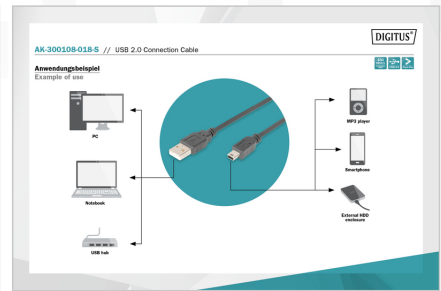 DIGITUS®
AK-300108-018-S // USB 2.0 Connection Cable
Anwendungsbeispiel
Example of use
PC
MP3 player
Smartphone
Notebook
External HDD
enclosure
USB hub